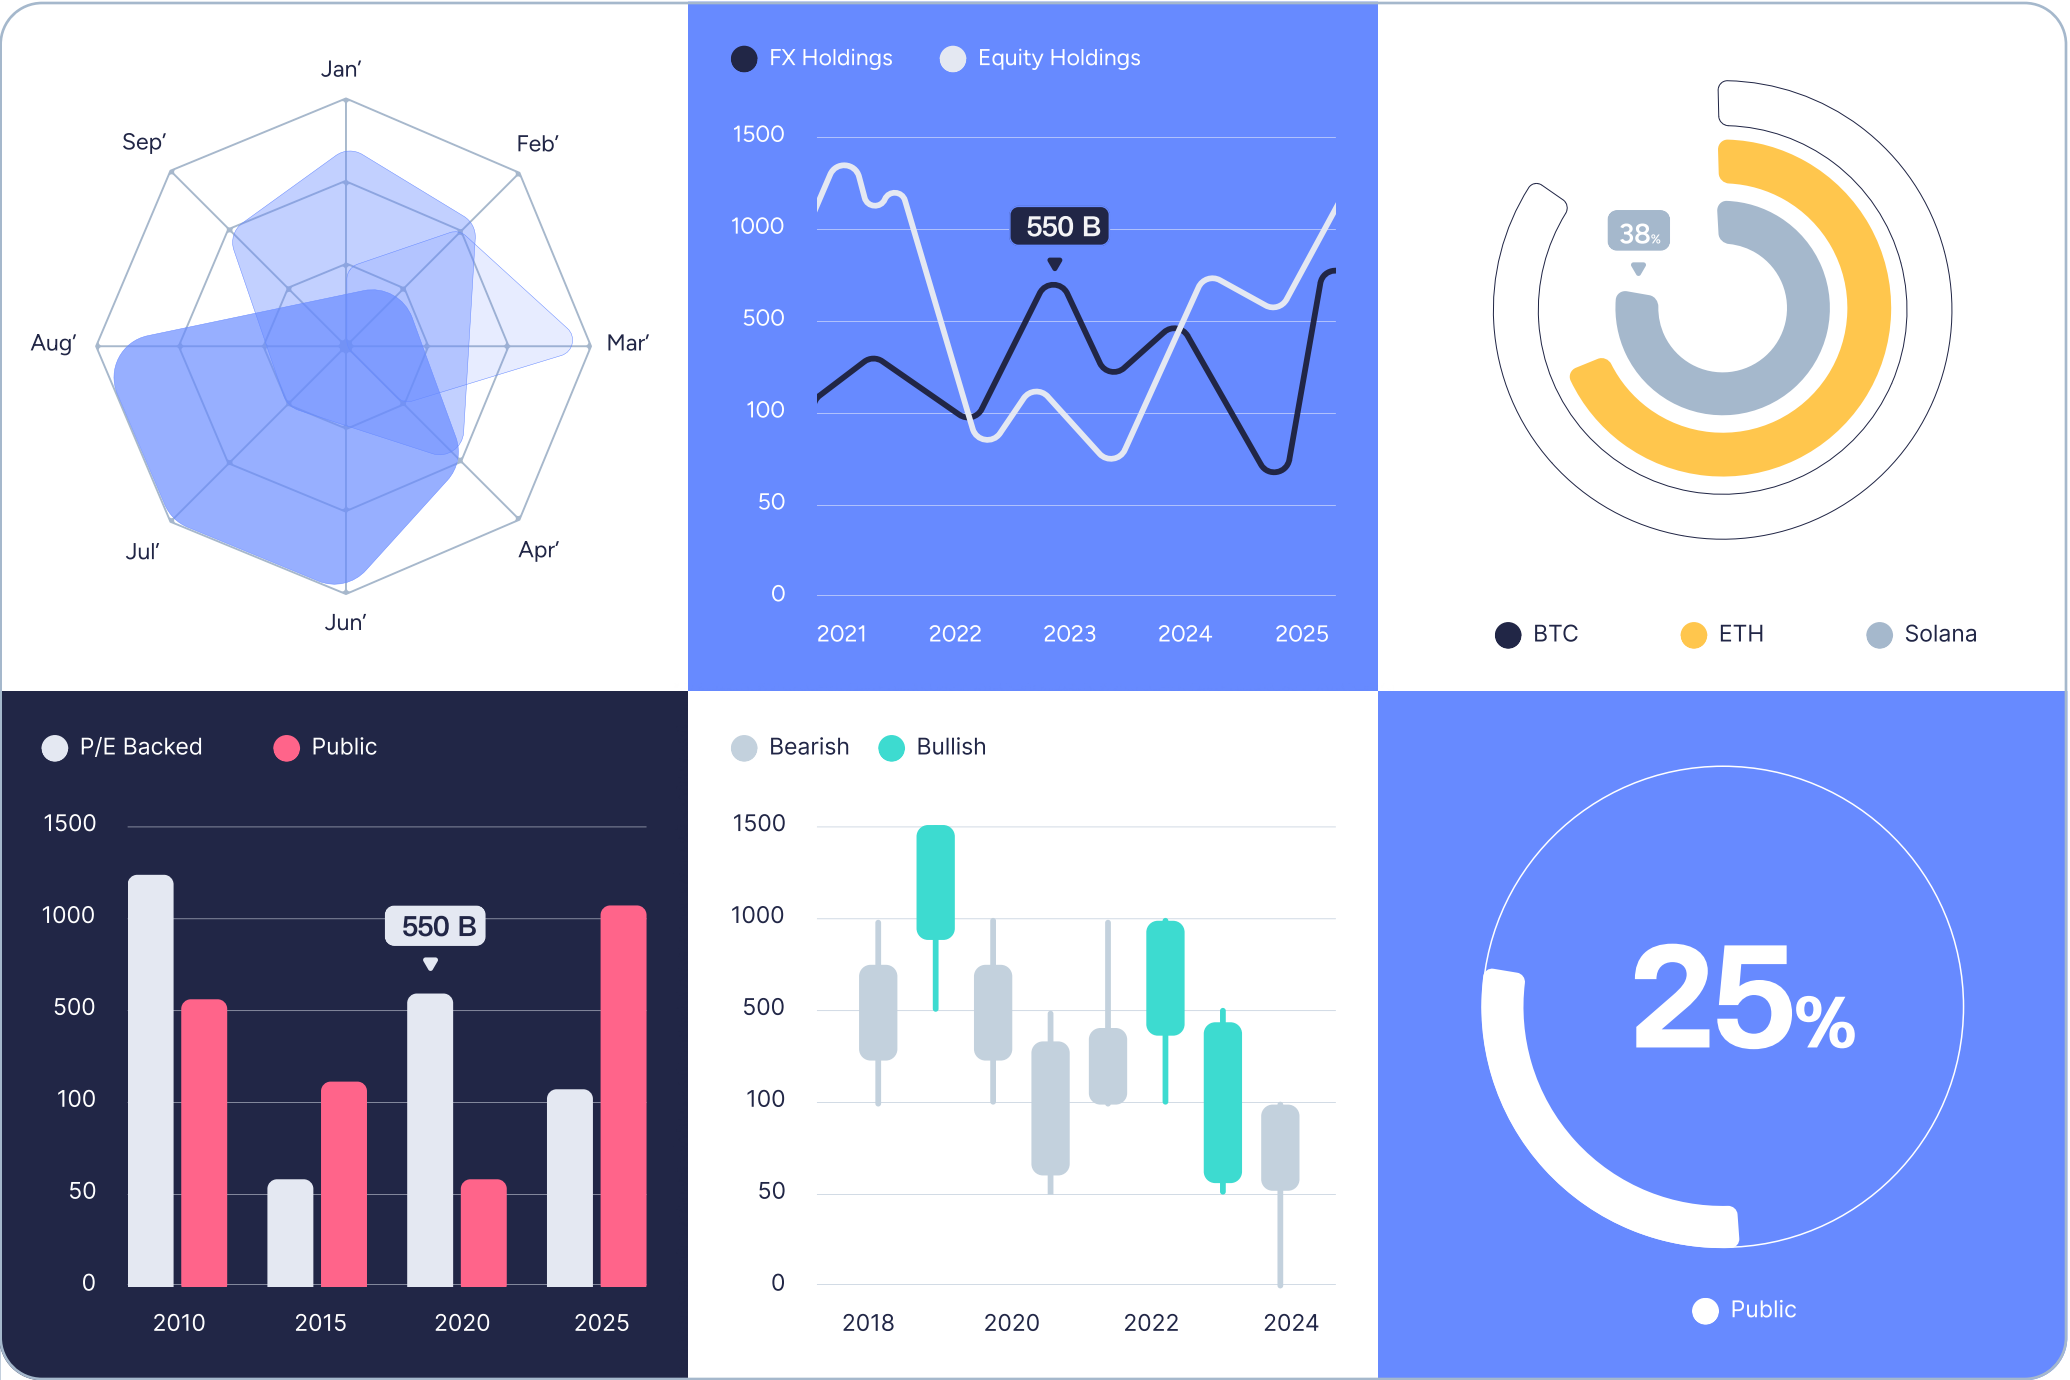 Jan’
Sep’
Feb’
Aug’
Mar’
Jul’
Apr’
Jun’
FX Holdings
Equity Holdings
1500
1000
500
100
50
0
550 B
2021
2022
2023
2024
2025
38%
BTC
ETH
Solana
P/E Backed
Public
1500
1000
500
100
50
0
550 B
2010
2015
2020
2025
Bearish
Bullish
1500
1000
500
100
50
0
2018
2020
2022
2024
25%
Public